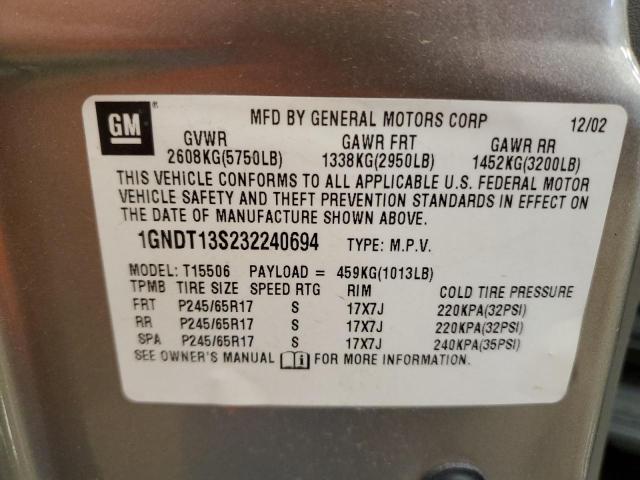 GM ® MFD BY GENERAL MOTORS CORP 12/02
GVWR GAWR FRT GAWR RR
2608KG(5750LB) 1338KG(2950LB) 1452KG(3200LB)
THIS VEHICLE CONFORMS TO ALL APPLICABLE U.S. FEDERAL MOTOR
VEHICLE SAFETY AND THEFT PREVENTION STANDARDS IN EFFECT ON
THE DATE OF MANUFACTURE SHOWN ABOVE.
1GNDT13S232240694 TYPE: M.P.V.
MODEL: T15506 PAYLOAD = 459KG(1013LB)
TPMB TIRE SIZE SPEED RTG RIM COLD TIRE PRESSURE
FRT P245/65R17 S 17X7J 220KPA(32PSI)
RR P245/65R17 S 17X7J 220KPA(32PSI)
SPA P245/65R17 S 17X7J 240KPA(35PSI)
SEE OWNER'S MANUAL i FOR MORE INFORMATION.